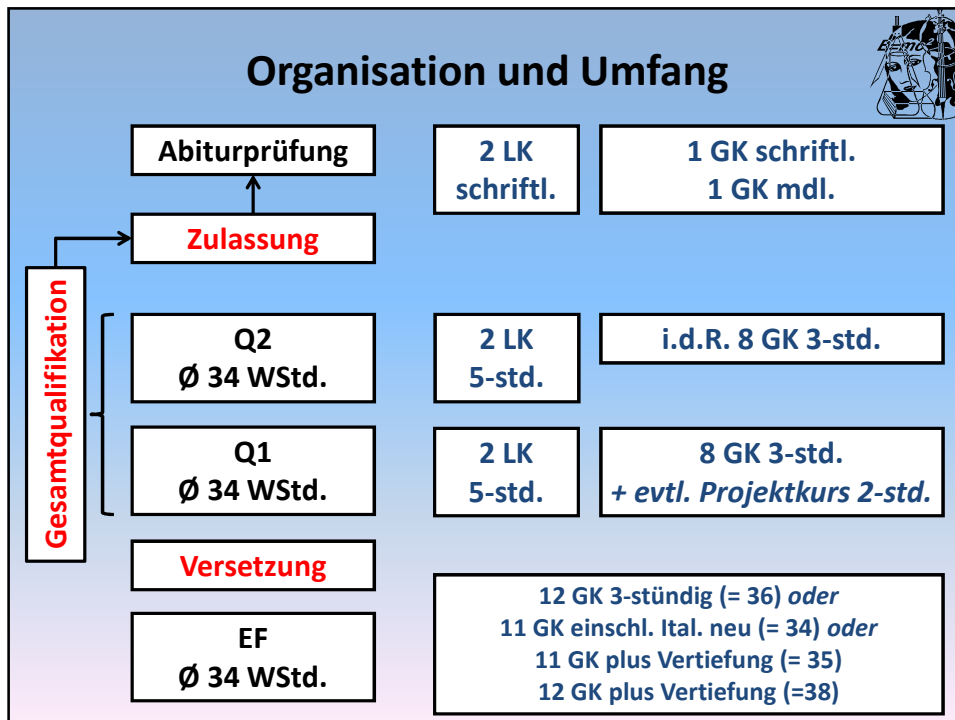 Organisation und Umfang
Abiturprüfung
2 LK
schriftl.
1 GK schriftl.
1 GK mdl.
Zulassung
Gesamtqualifikation
Q2
Ø 34 WStd.
2 LK
5-std.
i.d.R. 8 GK 3-std.
Q1
Ø 34 WStd.
2 LK
5-std.
8 GK 3-std.
+ evtl. Projektkurs 2-std.
Versetzung
EF
Ø 34 WStd.
12 GK 3-stündig (= 36) oder
11 GK einschl. Ital. neu (= 34) oder
11 GK plus Vertiefung (= 35)
12 GK plus Vertiefung (=38)